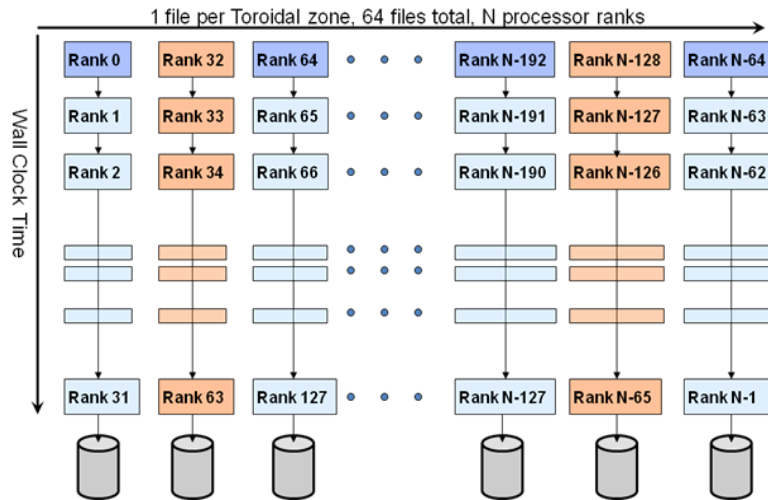 1 file per Toroidal zone, 64 files total, N processor ranks
Wall Clock Time
Rank 0 Rank 32 Rank 64 Rank N-192 Rank N-128 Rank N-64
Rank 1 Rank 33 Rank 65 Rank N-191 Rank N-127 Rank N-63
Rank 2 Rank 34 Rank 66 Rank N-190 Rank N-126 Rank N-62
Rank 31 Rank 63 Rank 127 Rank N-127 Rank N-65 Rank N-1